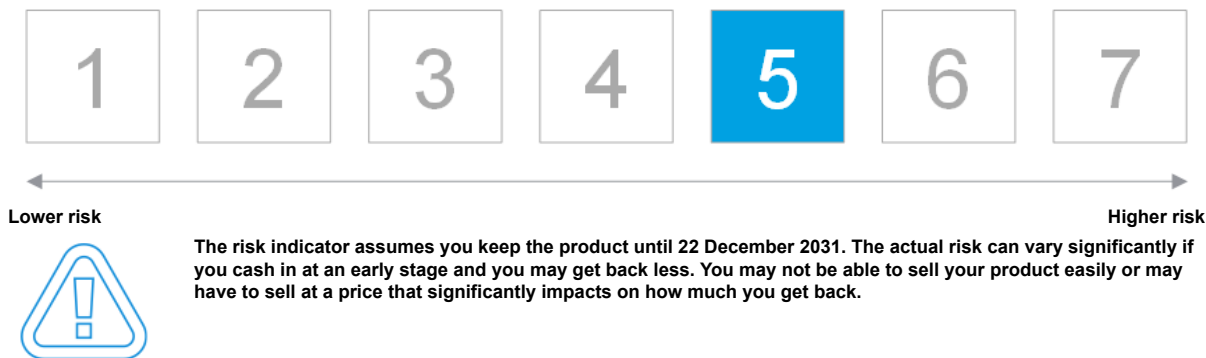 1 2 3 4 5 6 7
Lower risk Higher risk
The risk indicator assumes you keep the product until 22 December 2031. The actual risk can vary significantly if
you cash in at an early stage and you may get back less. You may not be able to sell your product easily or may
have to sell at a price that significantly impacts on how much you get back.